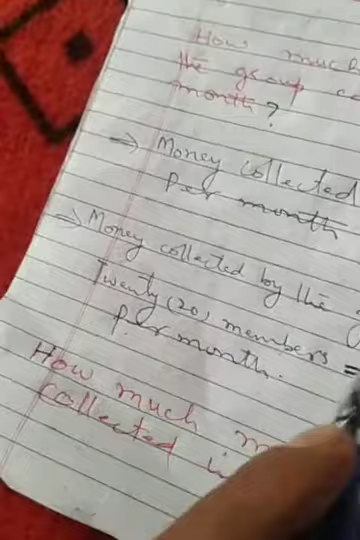 How much
the group
month?
→ Money collected
per month
→ Money collected by the
Twenty (20) members =
per month.
How much
collected